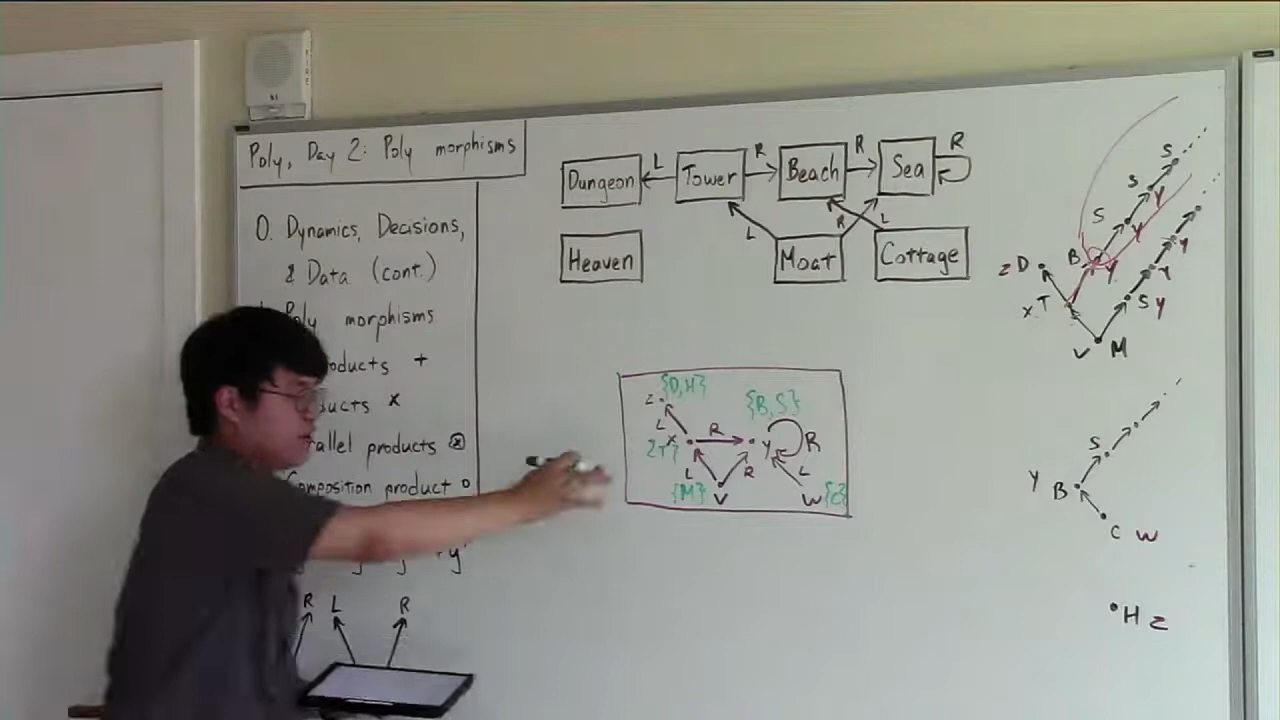 Poly, Day 2: Poly morphisms
0. Dynamics, Decisions,
& Data (cont.)
Poly morphisms
oducts +
ucts ×
rallel products ⊗
Composition product ∘
R L R
Dungeon L Tower R Beach R Sea R
L R L
Heaven Moat Cottage
z {D,H} {B,S}
L R y R
x L R L
{M} v w {C}
S
S y
S y
B y y
z D y
x T S y
v M
S
y B
C w
H z